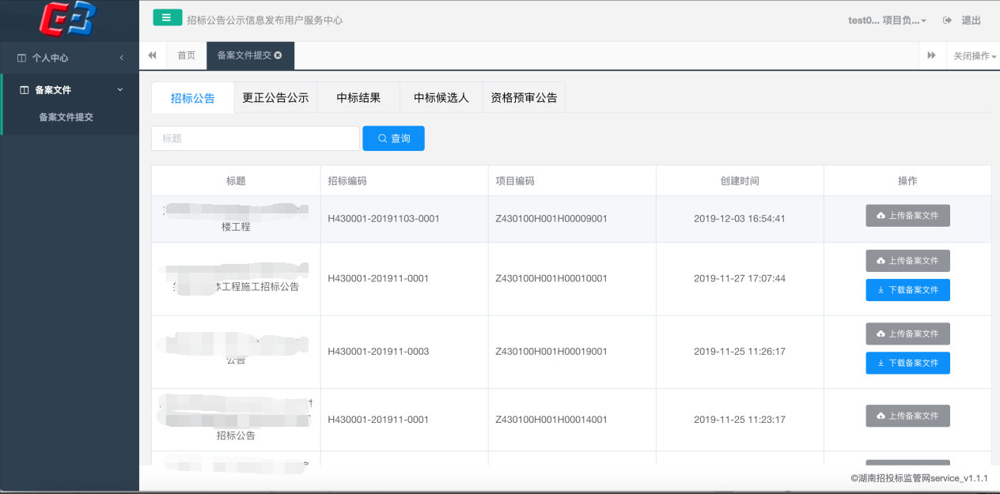 招标公告公示信息发布用户服务中心
test0... 项目负...
退出
个人中心
备案文件
备案文件提交
首页
备案文件提交
关闭操作
招标公告
更正公告公示
中标结果
中标候选人
资格预审公告
标题
查询
标题
招标编码
项目编码
创建时间
操作
楼工程
H430001-20191103-0001
Z430100H001H00009001
2019-12-03 16:54:41
上传备案文件
体工程施工招标公告
H430001-201911-0001
Z430100H001H00010001
2019-11-27 17:07:44
上传备案文件
下载备案文件
公告
H430001-201911-0003
Z430100H001H00019001
2019-11-25 11:26:17
上传备案文件
下载备案文件
招标公告
H430001-201911-0001
Z430100H001H00014001
2019-11-25 11:23:17
上传备案文件
©湖南招投标监管网service_v1.1.1